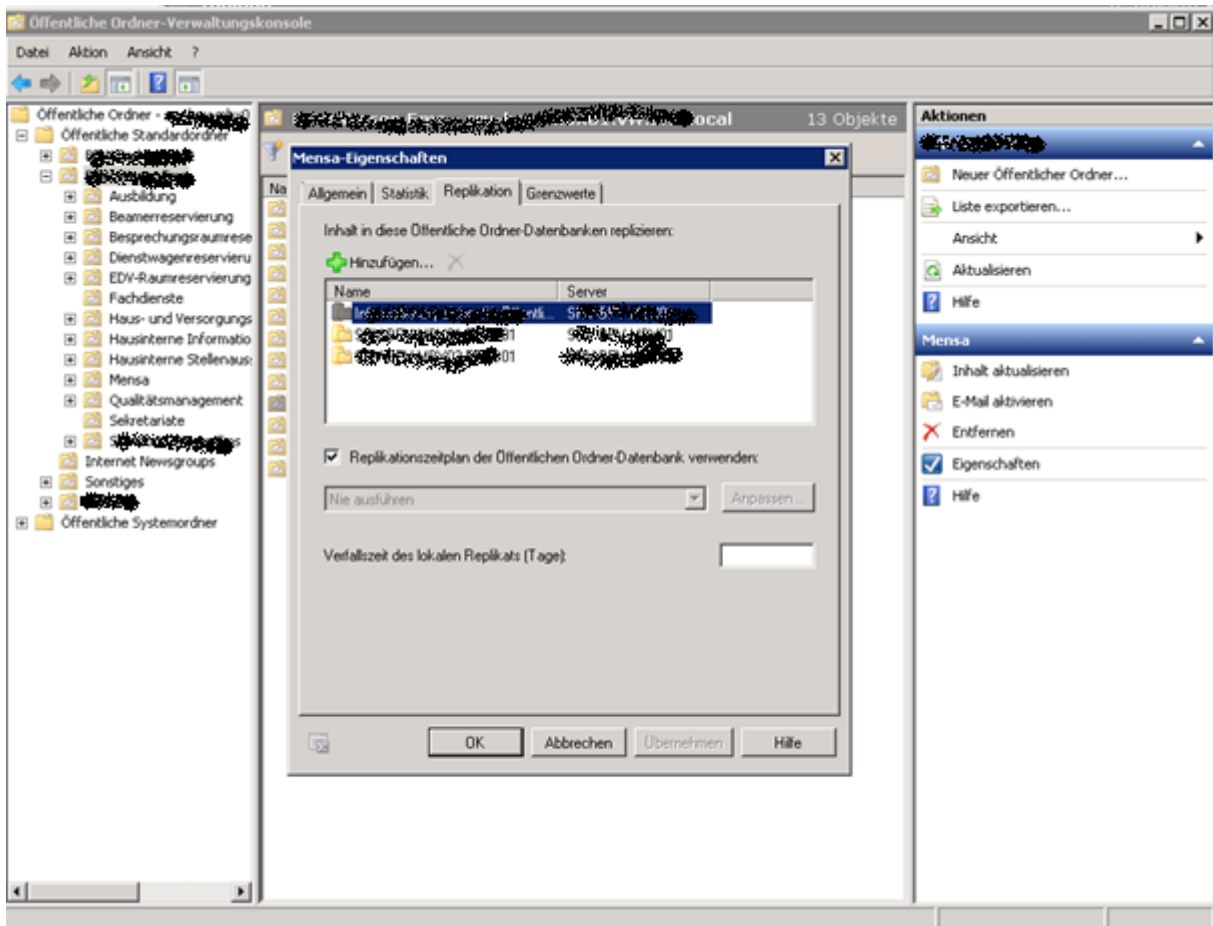 Öffentliche Ordner-Verwaltungskonsole
Datei Aktion Ansicht ?
Öffentliche Ordner -
Öffentliche Standardordner
Ausbildung
Beamerreservierung
Besprechungsraumrese
Dienstwagenreservieru
EDV-Raumreservierung
Fachdienste
Haus- und Versorgungs
Hausinterne Informatio
Hausinterne Stellenaus
Mensa
Qualitätsmanagement
Sekretariate
Internet Newsgroups
Sonstiges
Öffentliche Systemordner
ocal 13 Objekte
Na
Mensa-Eigenschaften
Allgemein Statistik Replikation Grenzwerte
Inhalt in diese Öffentliche Ordner-Datenbanken replizieren:
Hinzufügen...
Name Server
Replikationszeitplan der Öffentlichen Ordner-Datenbank verwenden:
Nie ausführen Anpassen...
Verfallszeit des lokalen Replikats (Tage):
OK Abbrechen Übernehmen Hilfe
Aktionen
Neuer Öffentlicher Ordner...
Liste exportieren...
Ansicht
Aktualisieren
Hilfe
Mensa
Inhalt aktualisieren
E-Mail aktivieren
Entfernen
Eigenschaften
Hilfe